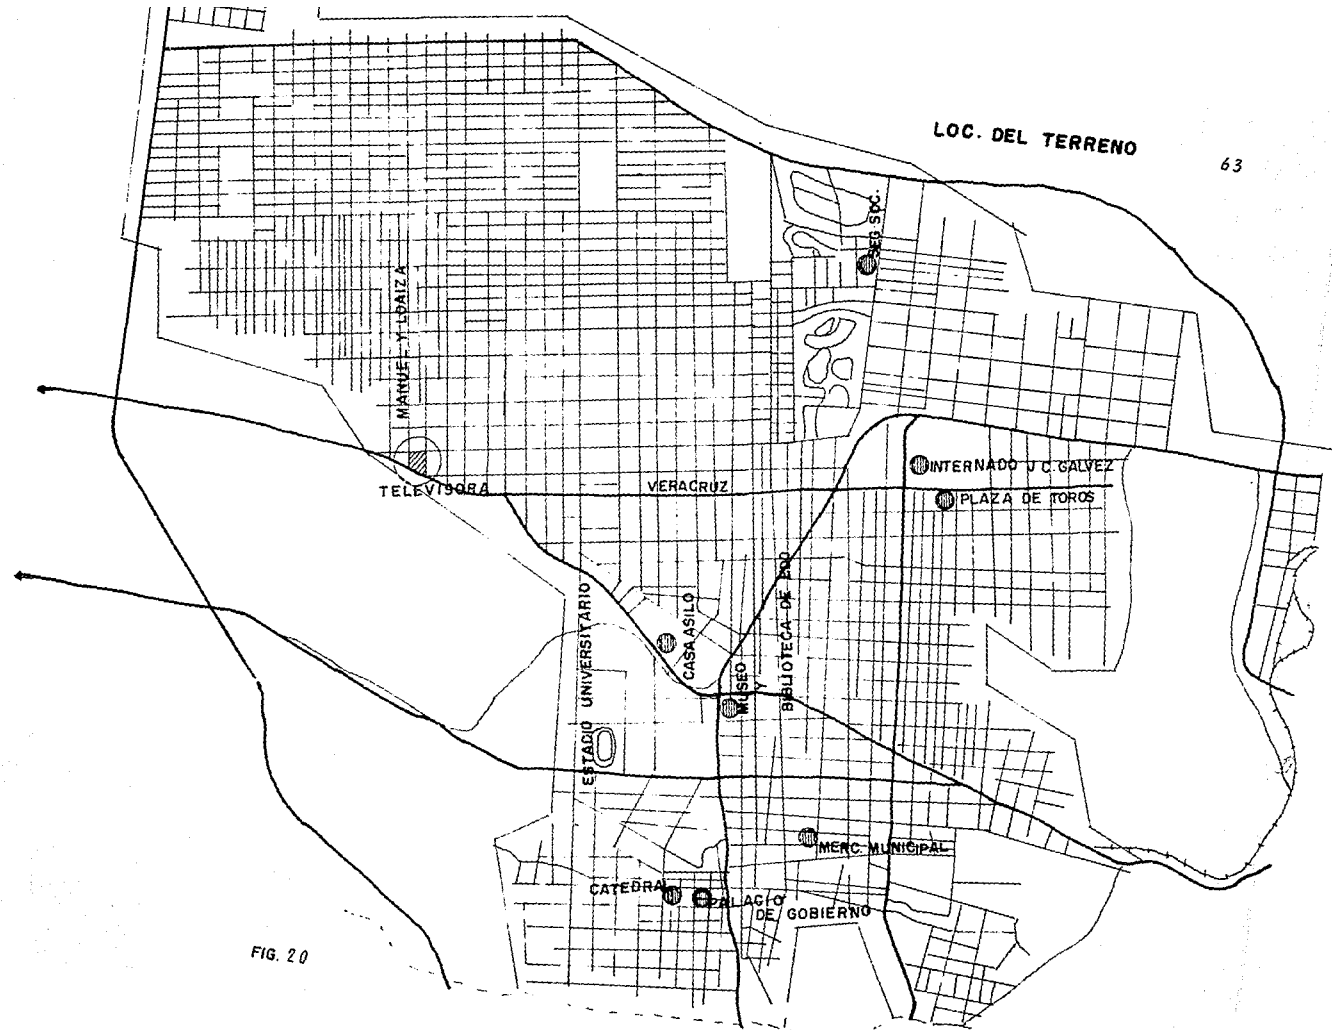 LOC. DEL TERRENO
63
SEG SOC.
MANUEL Y LOAIZA
INTERNADO J C. GALVEZ
TELEVISORA
VERACRUZ
PLAZA DE TOROS
ESTADIO UNIVERSITARIO
CASA ASILO
MUSEO
Y
BIBLIOTECA DE EDO
MERC. MUNICIPAL
CATEDRAL
PALACIO
DE GOBIERNO
FIG. 20